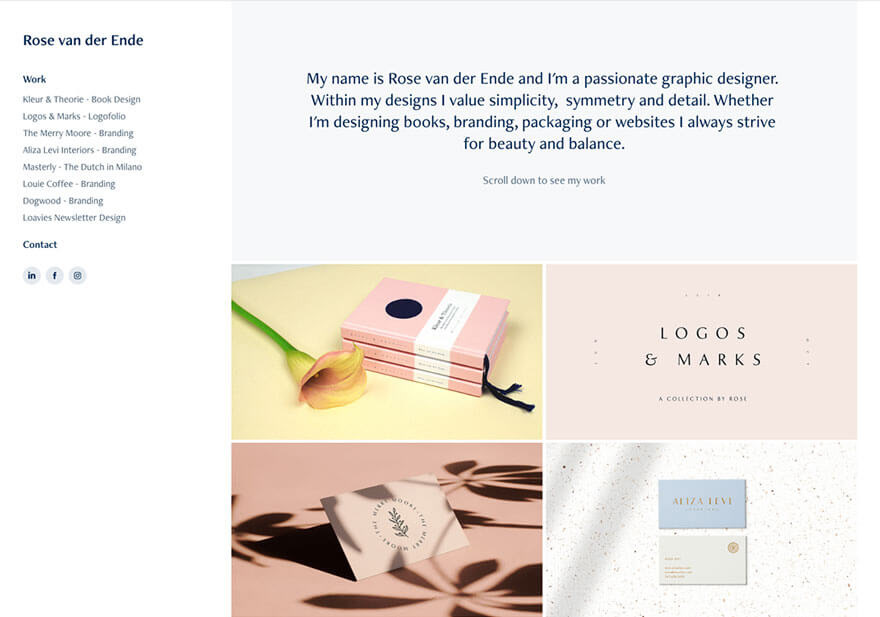 Rose van der Ende
Work
Kleur & Theorie - Book Design
Logos & Marks - Logofolio
The Merry Moore - Branding
Aliza Levi Interiors - Branding
Masterly - The Dutch in Milano
Louie Coffee - Branding
Dogwood - Branding
Loavies Newsletter Design
Contact
in f
My name is Rose van der Ende and I'm a passionate graphic designer.
Within my designs I value simplicity, symmetry and detail. Whether
I'm designing books, branding, packaging or websites I always strive
for beauty and balance.
Scroll down to see my work
Kleur & Theorie
LOGOS
& MARKS
A COLLECTION BY ROSE
THE MERRY MOORE • THE MERRY MOORE •
ALIZA LEVI
INTERIORS